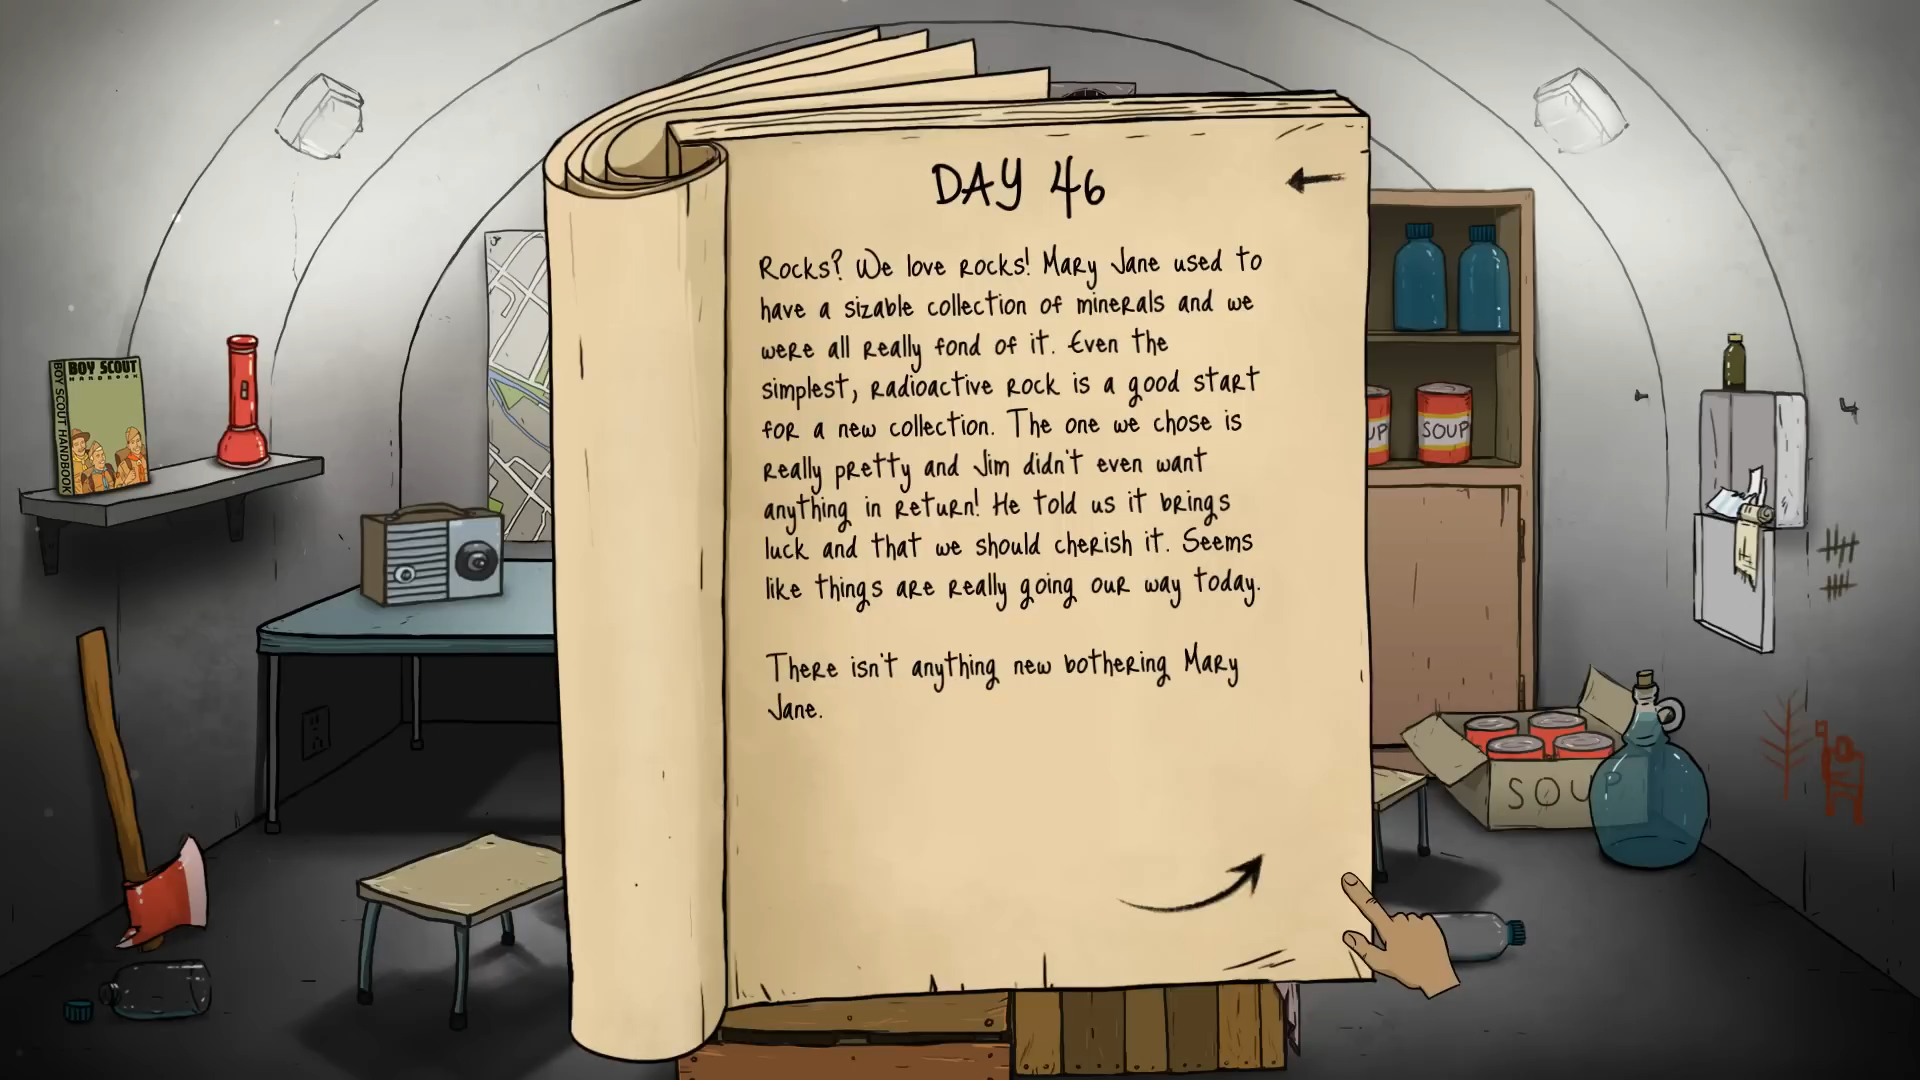 DAY 46
Rocks? We love rocks! Mary Jane used to
have a sizable collection of minerals and we
were all really fond of it. Even the
simplest, radioactive rock is a good start
for a new collection. The one we chose is
really pretty and Jim didn't even want
anything in return! He told us it brings
luck and that we should cherish it. Seems
like things are really going our way today.
There isn't anything new bothering Mary
Jane.
BOY SCOUT
HANDBOOK
BOY SCOUT HANDBOOK
UP
SOUP
SOU